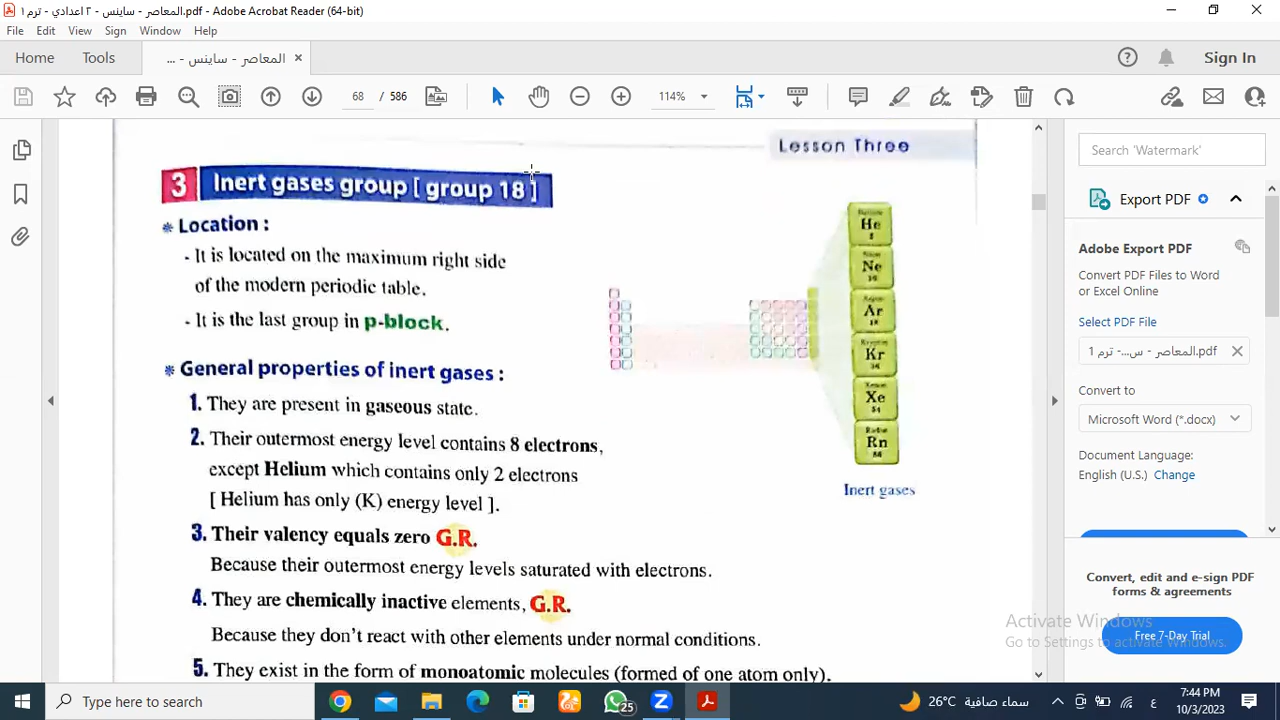 المعاصر - ساينس - ٢ اعدادي - ترم ١.pdf - Adobe Acrobat Reader (64-bit)
File Edit View Sign Window Help
Home Tools المعاصر - ساينس - ... × Sign In
68 / 586 114%
Lesson Three
3 Inert gases group [ group 18 ]
* Location :
- It is located on the maximum right side
of the modern periodic table.
- It is the last group in p-block.
* General properties of inert gases :
1. They are present in gaseous state.
2. Their outermost energy level contains 8 electrons,
except Helium which contains only 2 electrons
[ Helium has only (K) energy level ].
3. Their valency equals zero G.R.
Because their outermost energy levels saturated with electrons.
4. They are chemically inactive elements, G.R.
Because they don't react with other elements under normal conditions.
5. They exist in the form of monoatomic molecules (formed of one atom only).
He
2
Ne
10
Ar
18
Kr
36
Xe
54
Rn
86
Inert gases
Search 'Watermark'
Export PDF
Adobe Export PDF
Convert PDF Files to Word
or Excel Online
Select PDF File
المعاصر - س...- ترم 1.pdf
Convert to
Microsoft Word (*.docx)
Document Language:
English (U.S.) Change
Convert, edit and e-sign PDF
forms & agreements
Free 7-Day Trial
Activate Windows
Go to Settings to activate Windows.
Type here to search
25
26°C سماء صافية
ع
7:44 PM
10/3/2023